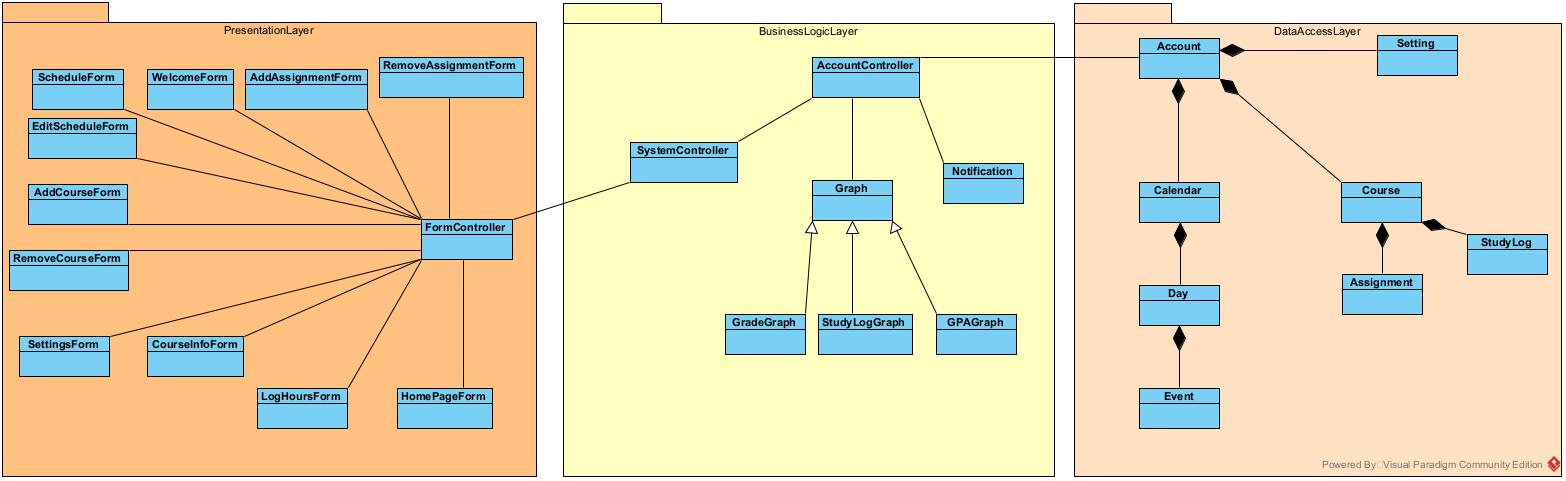 PresentationLayer
ScheduleForm
WelcomeForm
AddAssignmentForm
RemoveAssignmentForm
EditScheduleForm
AddCourseForm
FormController
RemoveCourseForm
SettingsForm
CourseInfoForm
LogHoursForm
HomePageForm
BusinessLogicLayer
AccountController
SystemController
Notification
Graph
GradeGraph
StudyLogGraph
GPAGraph
DataAccessLayer
Account
Setting
Calendar
Course
StudyLog
Day
Assignment
Event
Powered By Visual Paradigm Community Edition